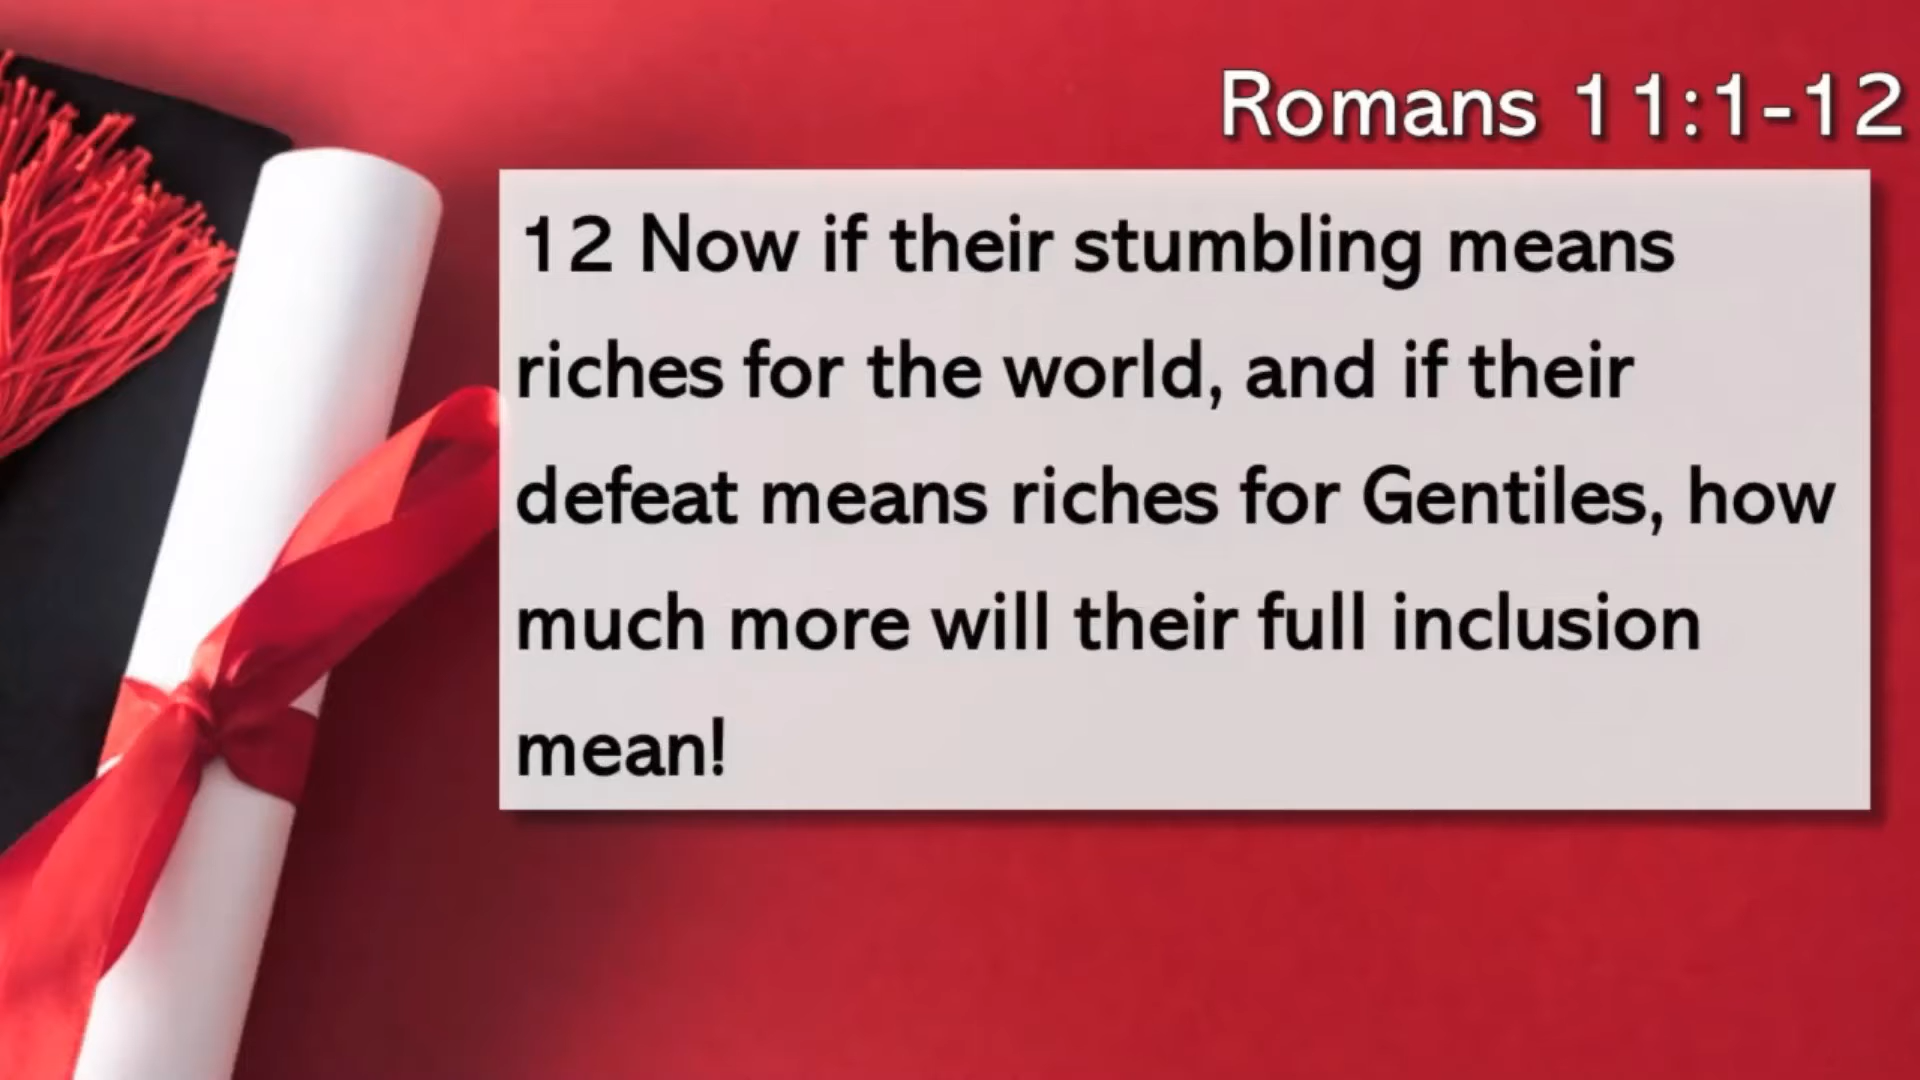 Romans 11:1-12
12 Now if their stumbling means
riches for the world, and if their
defeat means riches for Gentiles, how
much more will their full inclusion
mean!